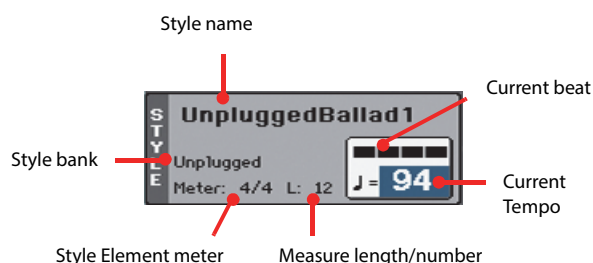 Style name
Current beat
STYLE
UnpluggedBallad1
Style bank
Unplugged
Meter: 4/4 L: 12
♩= 94
Current
Tempo
Style Element meter
Measure length/number